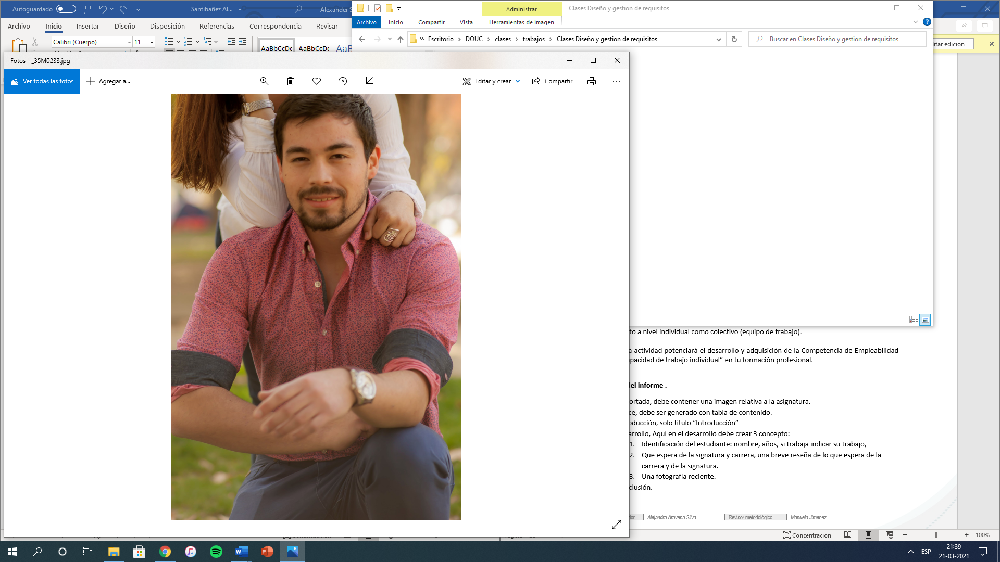 Autoguardado
Santibañez Al...
Alexander S
Administrar
Clases Diseño y gestion de requisitos
Archivo Inicio Insertar Diseño Disposición Referencias Correspondencia Revisar
Archivo Inicio Compartir Vista Herramientas de imagen
Calibri (Cuerpo) 11
AaBbCcDc AaBbCcDc AaB
« Escritorio > DOUC > clases > trabajos > Clases Diseño y gestion de requisitos
Buscar en Clases Diseño y gestion de requisitos
litar edición
Fotos - _35M0233.jpg
Ver todas las fotos
Agregar a...
Editar y crear
Compartir
to a nivel individual como colectivo (equipo de trabajo).
a actividad potenciará el desarrollo y adquisición de la Competencia de Empleabilidad
pacidad de trabajo individual” en tu formación profesional.
del informe .
ortada, debe contener una imagen relativa a la asignatura.
ce, debe ser generado con tabla de contenido.
oducción, solo título “Introducción”
arrollo, Aquí en el desarrollo debe crear 3 concepto:
1. Identificación del estudiante: nombre, años, si trabaja indicar su trabajo,
2. Que espera de la signatura y carrera, una breve reseña de lo que espera de la
carrera y de la signatura.
3. Una fotografía reciente.
clusión.
dor Alejandra Aravena Silva Revisor metodológico Manuela Jimenez
Concentración
100%
ESP
21:39
21-03-2021